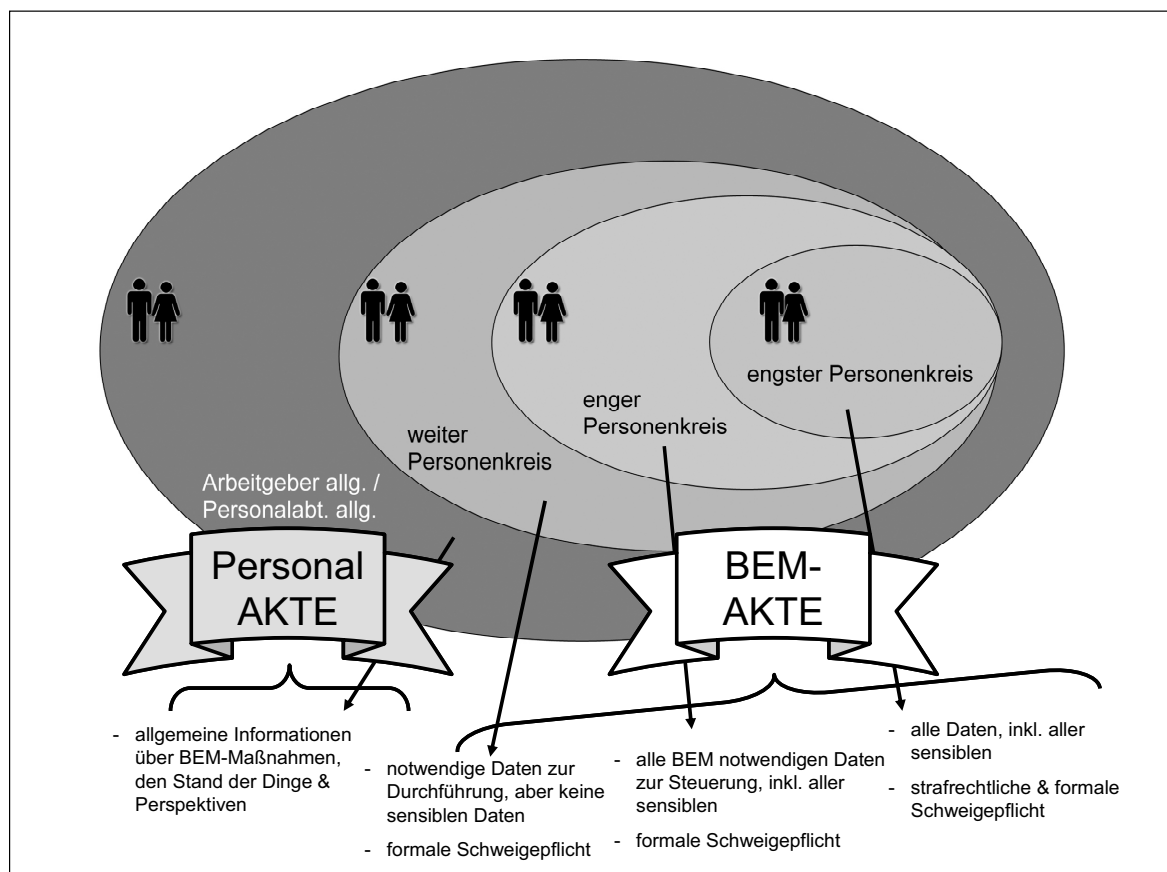 engster Personenkreis
enger
Personenkreis
weiter
Personenkreis
Arbeitgeber allg. /
Personalabt. allg.
Personal
AKTE
BEM-
AKTE
- allgemeine Informationen
über BEM-Maßnahmen,
den Stand der Dinge &
Perspektiven
- notwendige Daten zur
Durchführung, aber keine
sensiblen Daten
- formale Schweigepflicht
- alle BEM notwendigen Daten
zur Steuerung, inkl. aller
sensiblen
- formale Schweigepflicht
- alle Daten, inkl. aller
sensiblen
- strafrechtliche & formale
Schweigepflicht